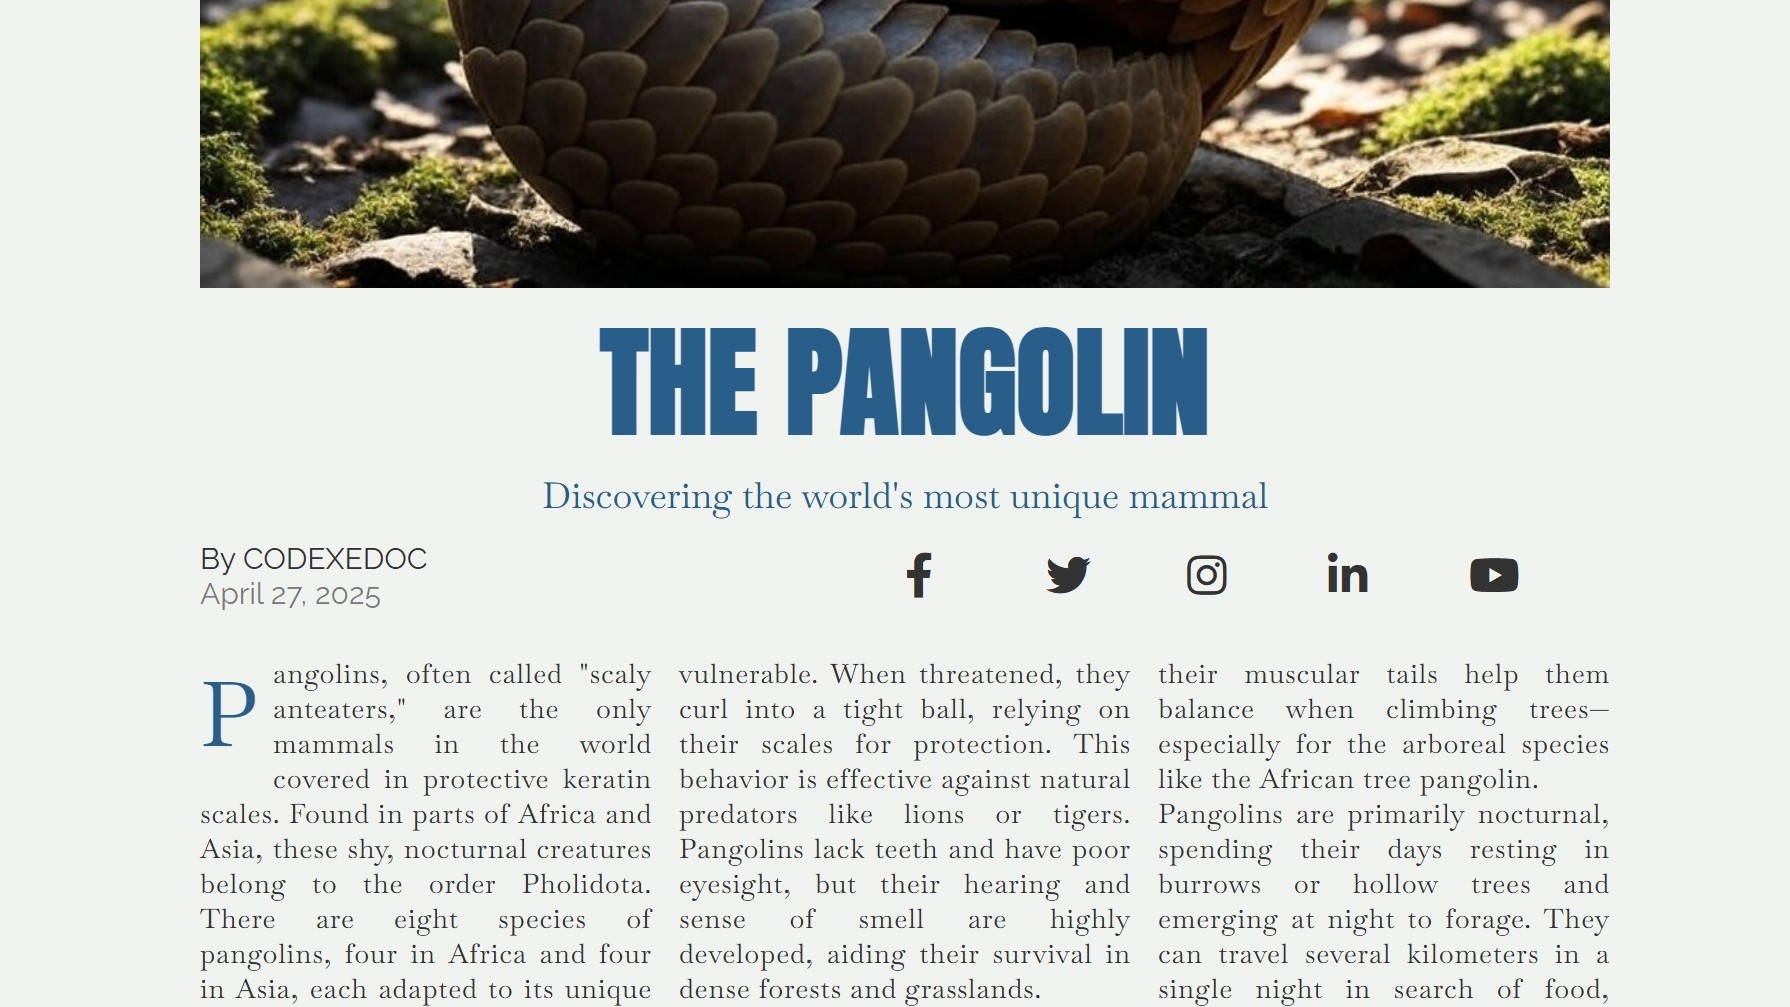 THE PANGOLIN
Discovering the world's most unique mammal
By CODEXEDOC
April 27, 2025
Pangolins, often called "scaly
anteaters," are the only
mammals in the world
covered in protective keratin
scales. Found in parts of Africa and
Asia, these shy, nocturnal creatures
belong to the order Pholidota.
There are eight species of
pangolins, four in Africa and four
in Asia, each adapted to its unique
vulnerable. When threatened, they
curl into a tight ball, relying on
their scales for protection. This
behavior is effective against natural
predators like lions or tigers.
Pangolins lack teeth and have poor
eyesight, but their hearing and
sense of smell are highly
developed, aiding their survival in
dense forests and grasslands.
their muscular tails help them
balance when climbing trees—
especially for the arboreal species
like the African tree pangolin.
Pangolins are primarily nocturnal,
spending their days resting in
burrows or hollow trees and
emerging at night to forage. They
can travel several kilometers in a
single night in search of food,